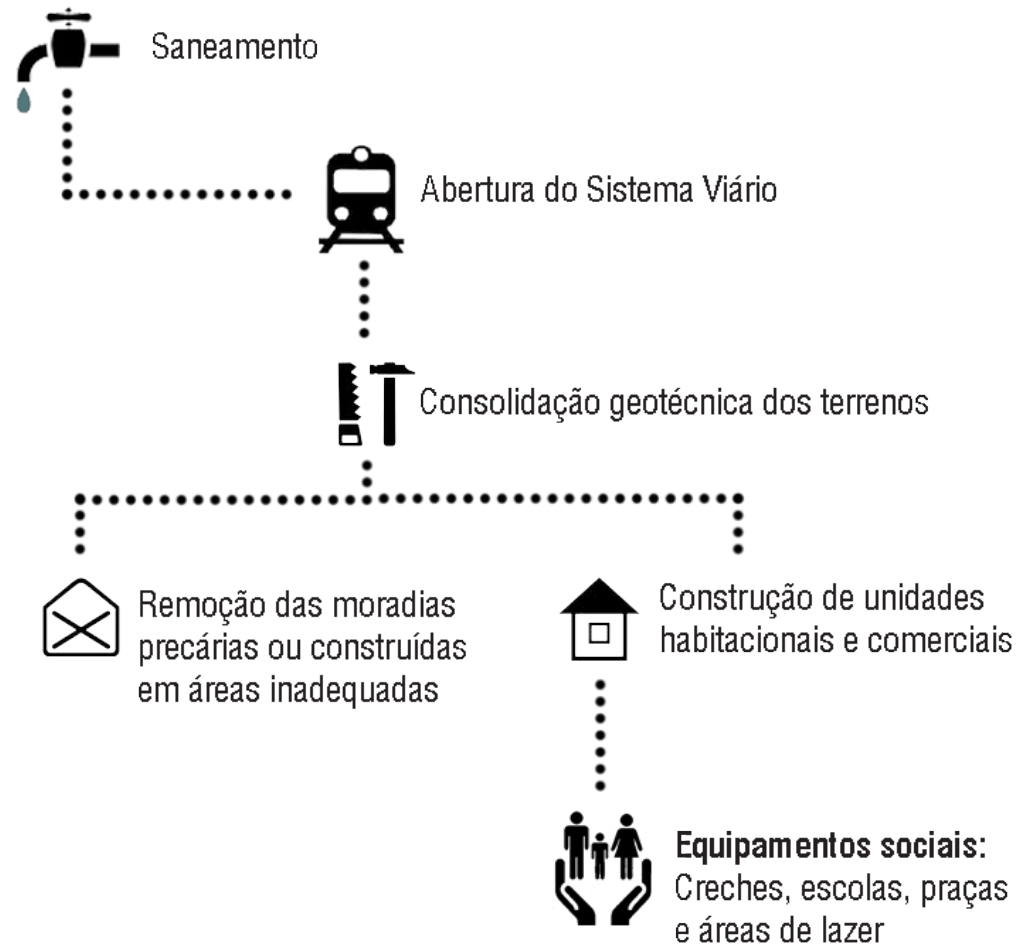 Saneamento
Abertura do Sistema Viário
Consolidação geotécnica dos terrenos
Remoção das moradias
precárias ou construídas
em áreas inadequadas
Construção de unidades
habitacionais e comerciais
Equipamentos sociais:
Creches, escolas, praças
e áreas de lazer